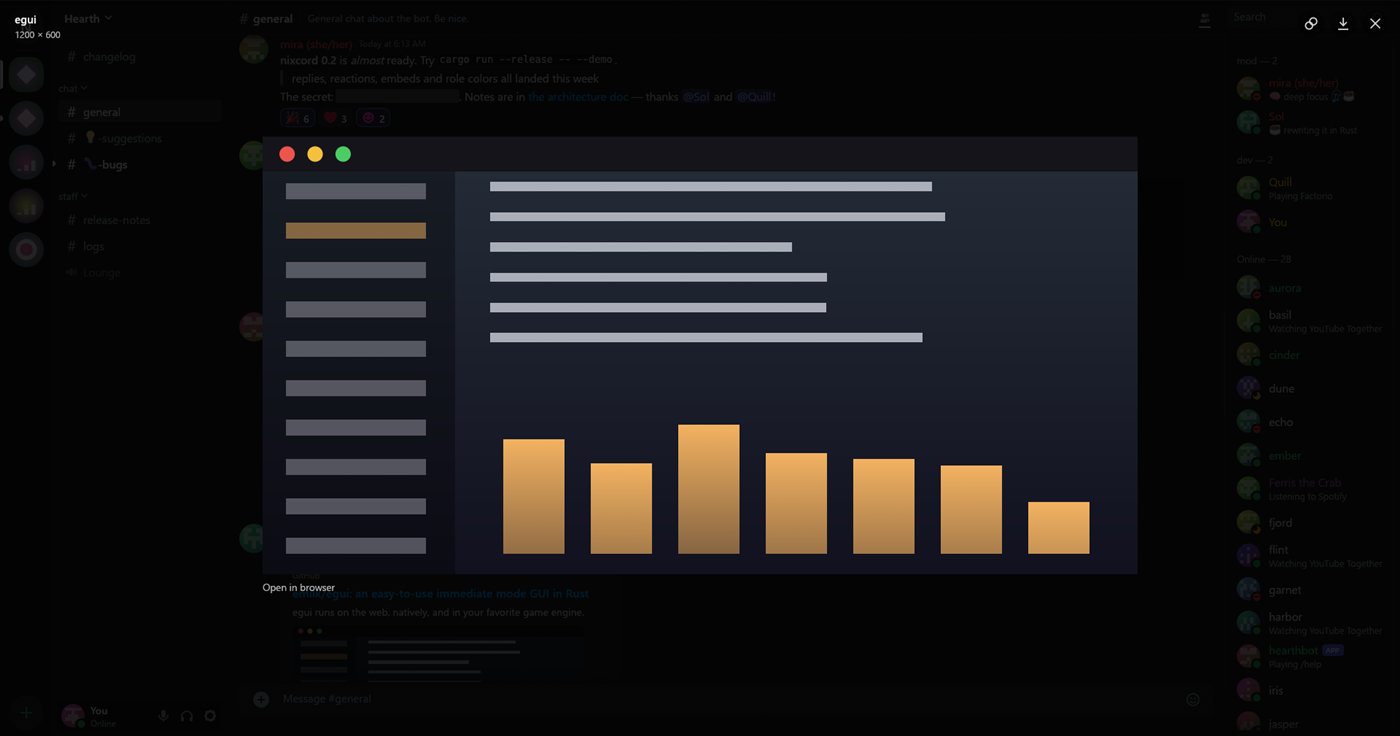 egui
1200 × 600
Hearth
# changelog
chat
# general
# 💡-suggestions
# 🐛-bugs
staff
# release-notes
# logs
Lounge
You
Online
# general
General chat about the bot. Be nice.
mira (she/her) Today at 6:13 AM
nixcord 0.2 is almost ready. Try cargo run --release -- --demo.
replies, reactions, embeds and role colors all landed this week
The secret: . Notes are in the architecture doc — thanks @Sol and @Quill!
6 3 2
Open in browser
emilk/egui: an easy-to-use immediate mode GUI in Rust
egui runs on the web, natively, and in your favorite game engine.
Message #general
Search
mod — 2
mira (she/her)
deep focus
Sol
rewriting it in Rust
dev — 2
Quill
Playing Factorio
You
Online — 28
aurora
basil
Watching YouTube Together
cinder
dune
echo
ember
Ferris the Crab
Listening to Spotify
fjord
flint
Watching YouTube Together
garnet
harbor
Watching YouTube Together
hearthbot APP
Playing /help
iris
jasper